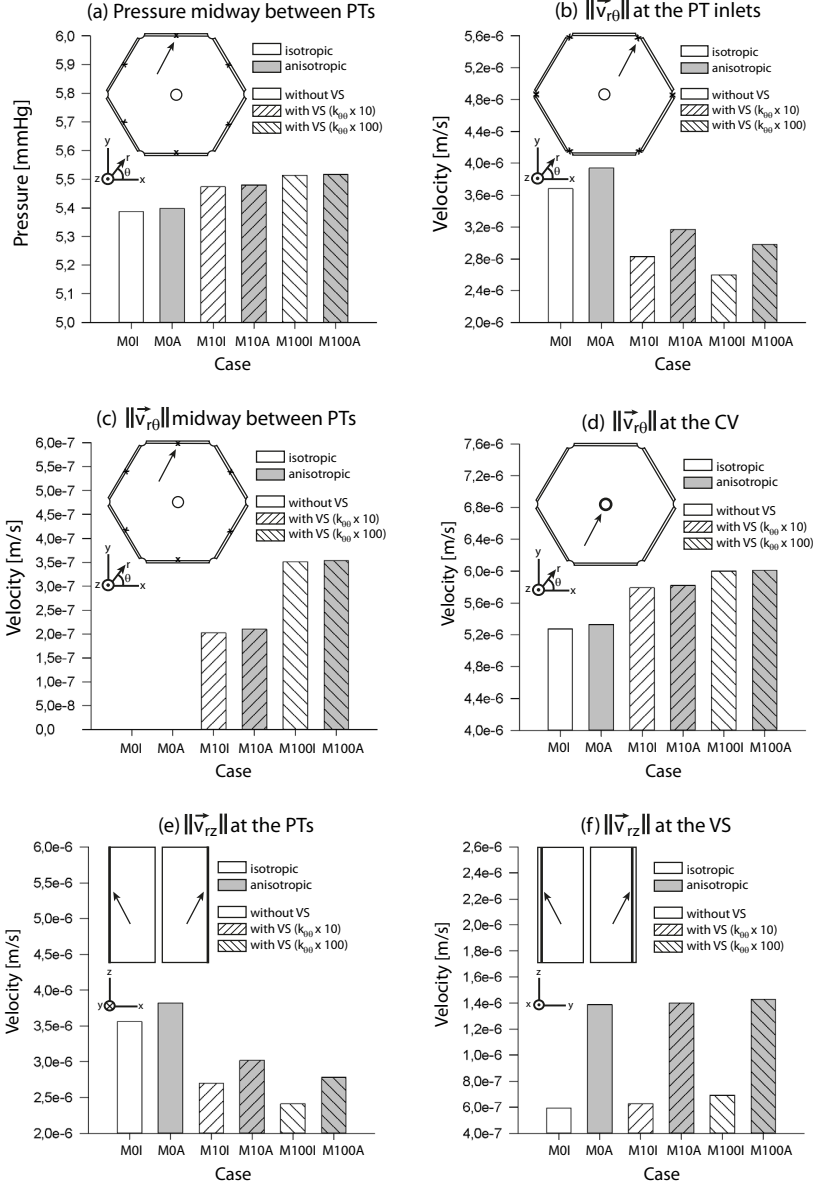 (a) Pressure midway between PTs
Pressure [mmHg]
6,0
5,9
5,8
5,7
5,6
5,5
5,4
5,3
5,2
5,1
5,0
isotropic
anisotropic
without VS
with VS (kθθ x 10)
with VS (kθθ x 100)
y
r
θ
z
x
M0I M0A M10I M10A M100I M100A
Case
(b) ‖v⃗rθ‖ at the PT inlets
Velocity [m/s]
5,6e-6
5,2e-6
4,8e-6
4,4e-6
4,0e-6
3,6e-6
3,2e-6
2,8e-6
2,4e-6
2,0e-6
isotropic
anisotropic
without VS
with VS (kθθ x 10)
with VS (kθθ x 100)
y
r
θ
z
x
M0I M0A M10I M10A M100I M100A
Case
(c) ‖v⃗rθ‖ midway between PTs
Velocity [m/s]
6,0e-7
5,5e-7
5,0e-7
4,5e-7
4,0e-7
3,5e-7
3,0e-7
2,5e-7
2,0e-7
1,5e-7
1,0e-7
5,0e-8
0,0
isotropic
anisotropic
without VS
with VS (kθθ x 10)
with VS (kθθ x 100)
y
r
θ
z
x
M0I M0A M10I M10A M100I M100A
Case
(d) ‖v⃗rθ‖ at the CV
Velocity [m/s]
7,6e-6
7,2e-6
6,8e-6
6,4e-6
6,0e-6
5,6e-6
5,2e-6
4,8e-6
4,4e-6
4,0e-6
isotropic
anisotropic
without VS
with VS (kθθ x 10)
with VS (kθθ x 100)
y
r
θ
z
x
M0I M0A M10I M10A M100I M100A
Case
(e) ‖v⃗rz‖ at the PTs
Velocity [m/s]
6,0e-6
5,5e-6
5,0e-6
4,5e-6
4,0e-6
3,5e-6
3,0e-6
2,5e-6
2,0e-6
isotropic
anisotropic
without VS
with VS (kθθ x 10)
with VS (kθθ x 100)
z
y
x
M0I M0A M10I M10A M100I M100A
Case
(f) ‖v⃗rz‖ at the VS
Velocity [m/s]
2,6e-6
2,4e-6
2,2e-6
2,0e-6
1,8e-6
1,6e-6
1,4e-6
1,2e-6
1,0e-6
8,0e-7
6,0e-7
4,0e-7
isotropic
anisotropic
without VS
with VS (kθθ x 10)
with VS (kθθ x 100)
z
x
y
M0I M0A M10I M10A M100I M100A
Case